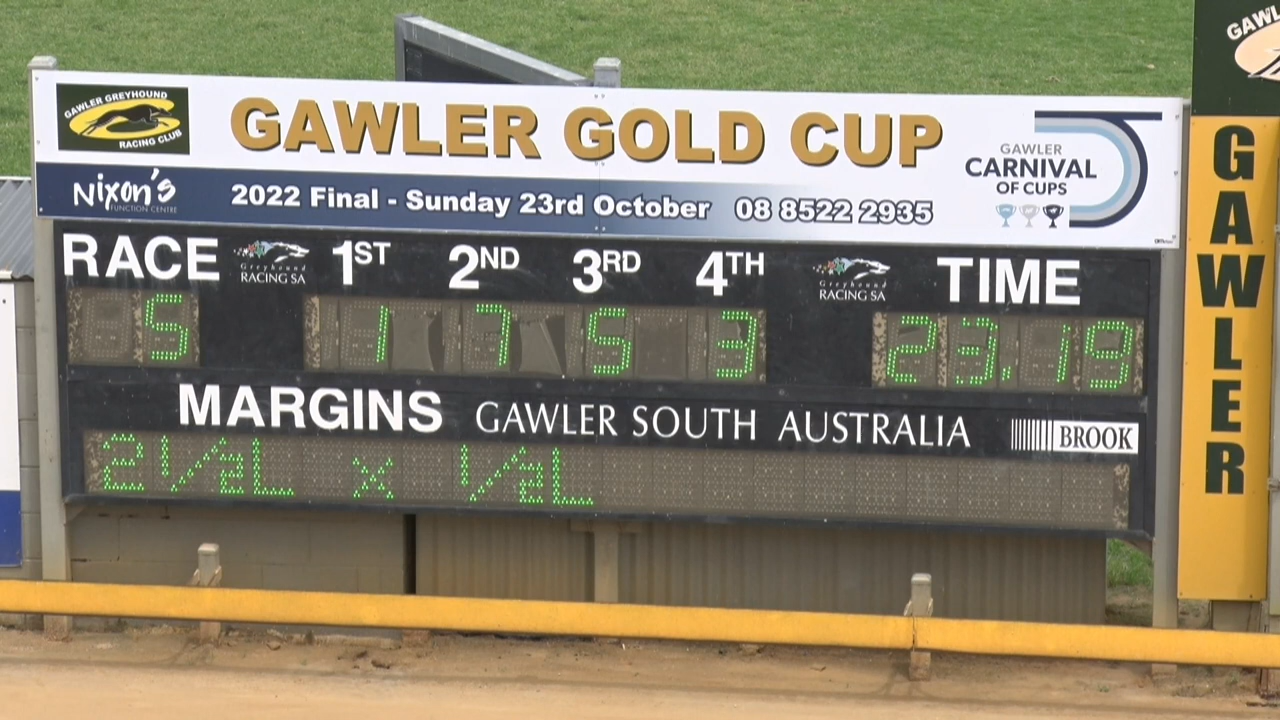 GAWLER GREYHOUND
RACING CLUB
GAWLER GOLD CUP
GAWLER
CARNIVAL
OF CUPS
Nixon's
FUNCTION CENTRE
2022 Final - Sunday 23rd October 08 8522 2935
RACE
Greyhound
RACING SA
1ST 2ND 3RD 4TH
Greyhound
RACING SA
TIME
5 1 7 5 3 23.19
MARGINS GAWLER SOUTH AUSTRALIA BROOK
2 1/2L x 1/2L
GAWLER